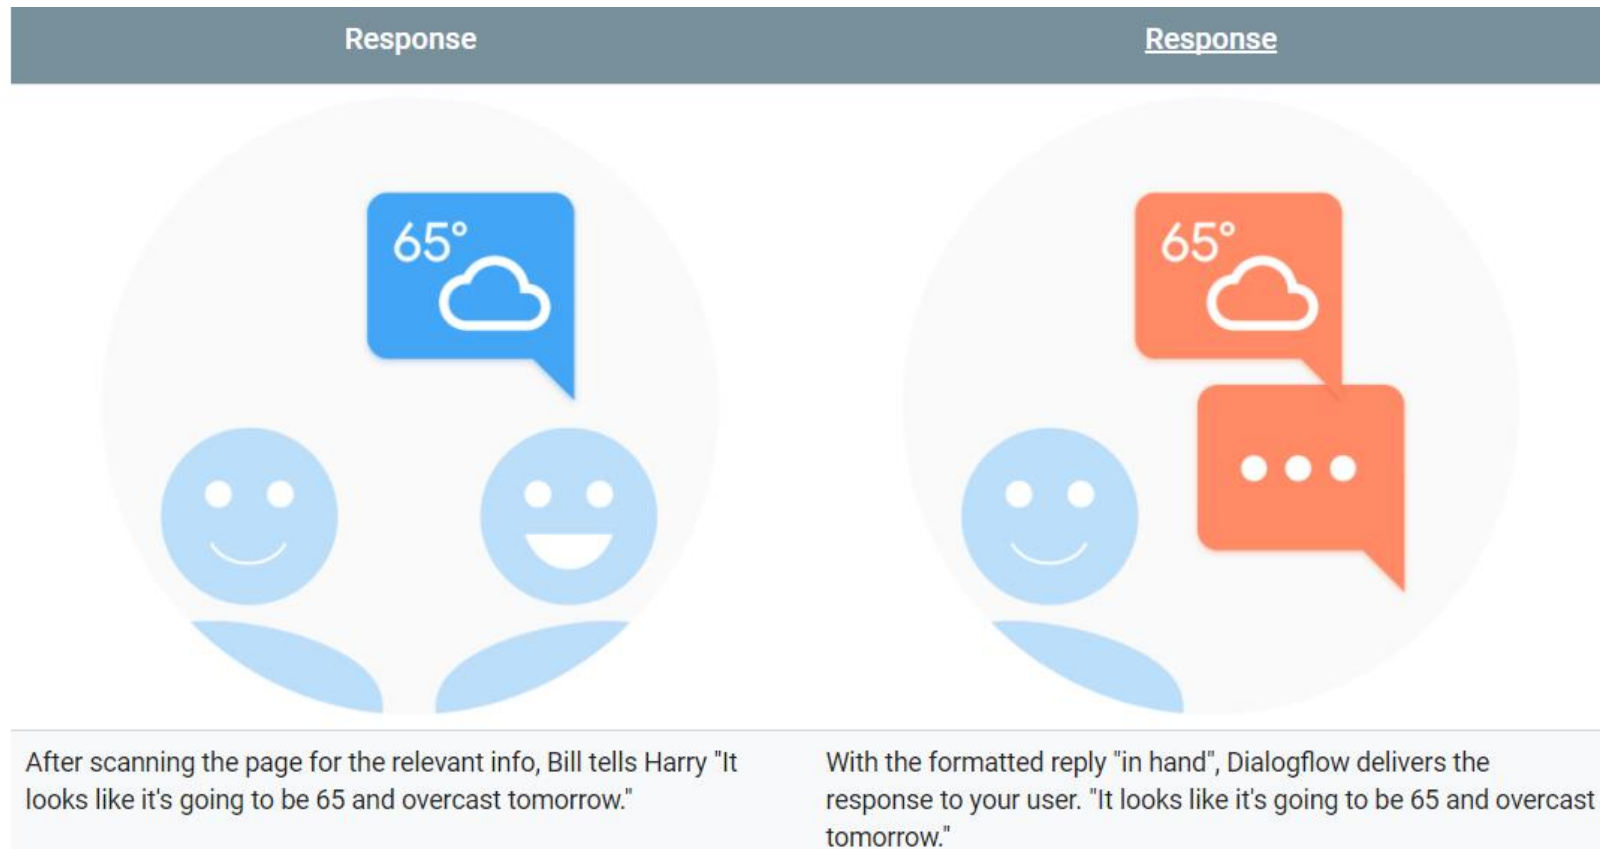 Response
Response
65°
65°
After scanning the page for the relevant info, Bill tells Harry "It
looks like it's going to be 65 and overcast tomorrow."
With the formatted reply "in hand", Dialogflow delivers the
response to your user. "It looks like it's going to be 65 and overcast
tomorrow."